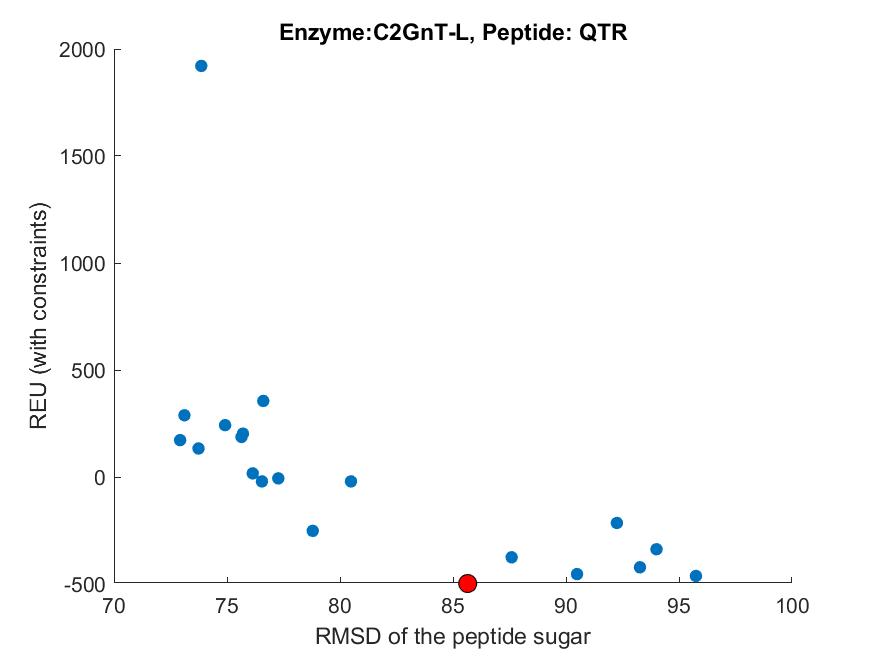 Enzyme:C2GnT-L, Peptide: QTR
2000
1500
1000
500
0
-500
REU (with constraints)
70 75 80 85 90 95 100
RMSD of the peptide sugar